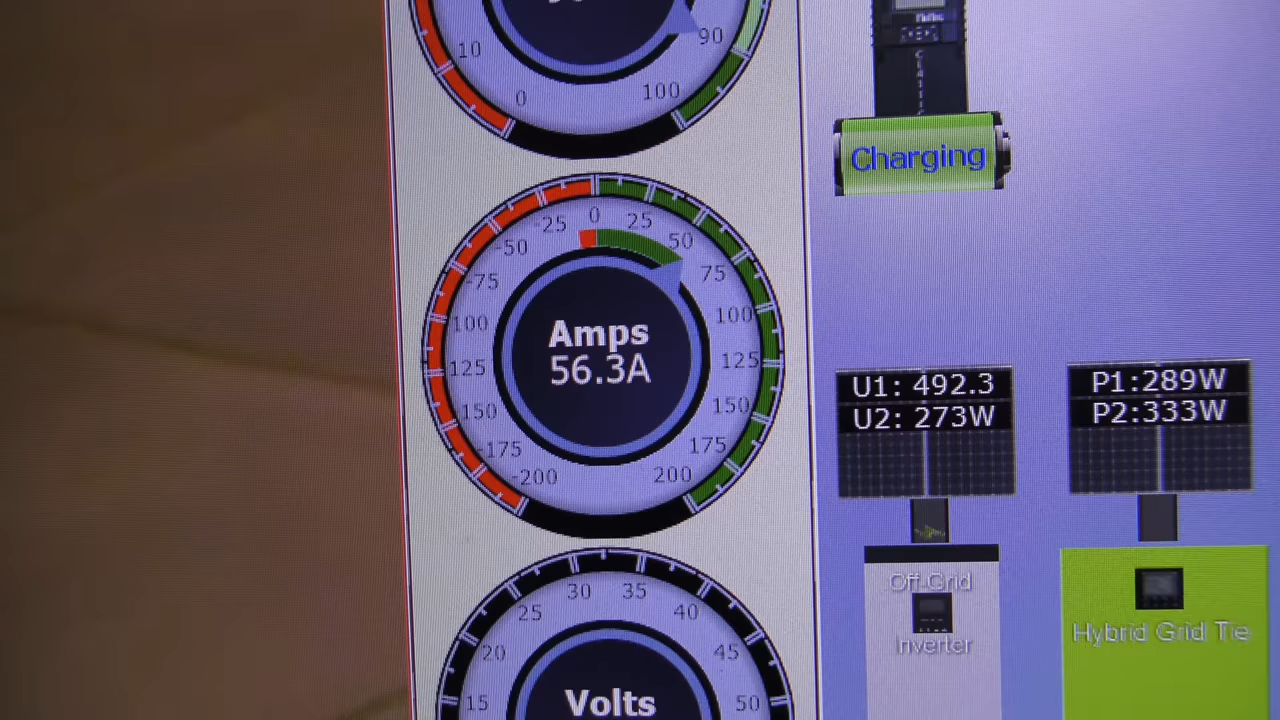 10
0
100
90
Charging
Amps
56.3A
-200
-175
150
125
100
-75
-50
-25
0
25
50
75
100
125
150
175
200
U1: 492.3
U2: 273W
P1:289W
P2:333W
Off-Grid
Inverter
Hybrid Grid Tie
Volts
15
20
25
30
35
40
45
50